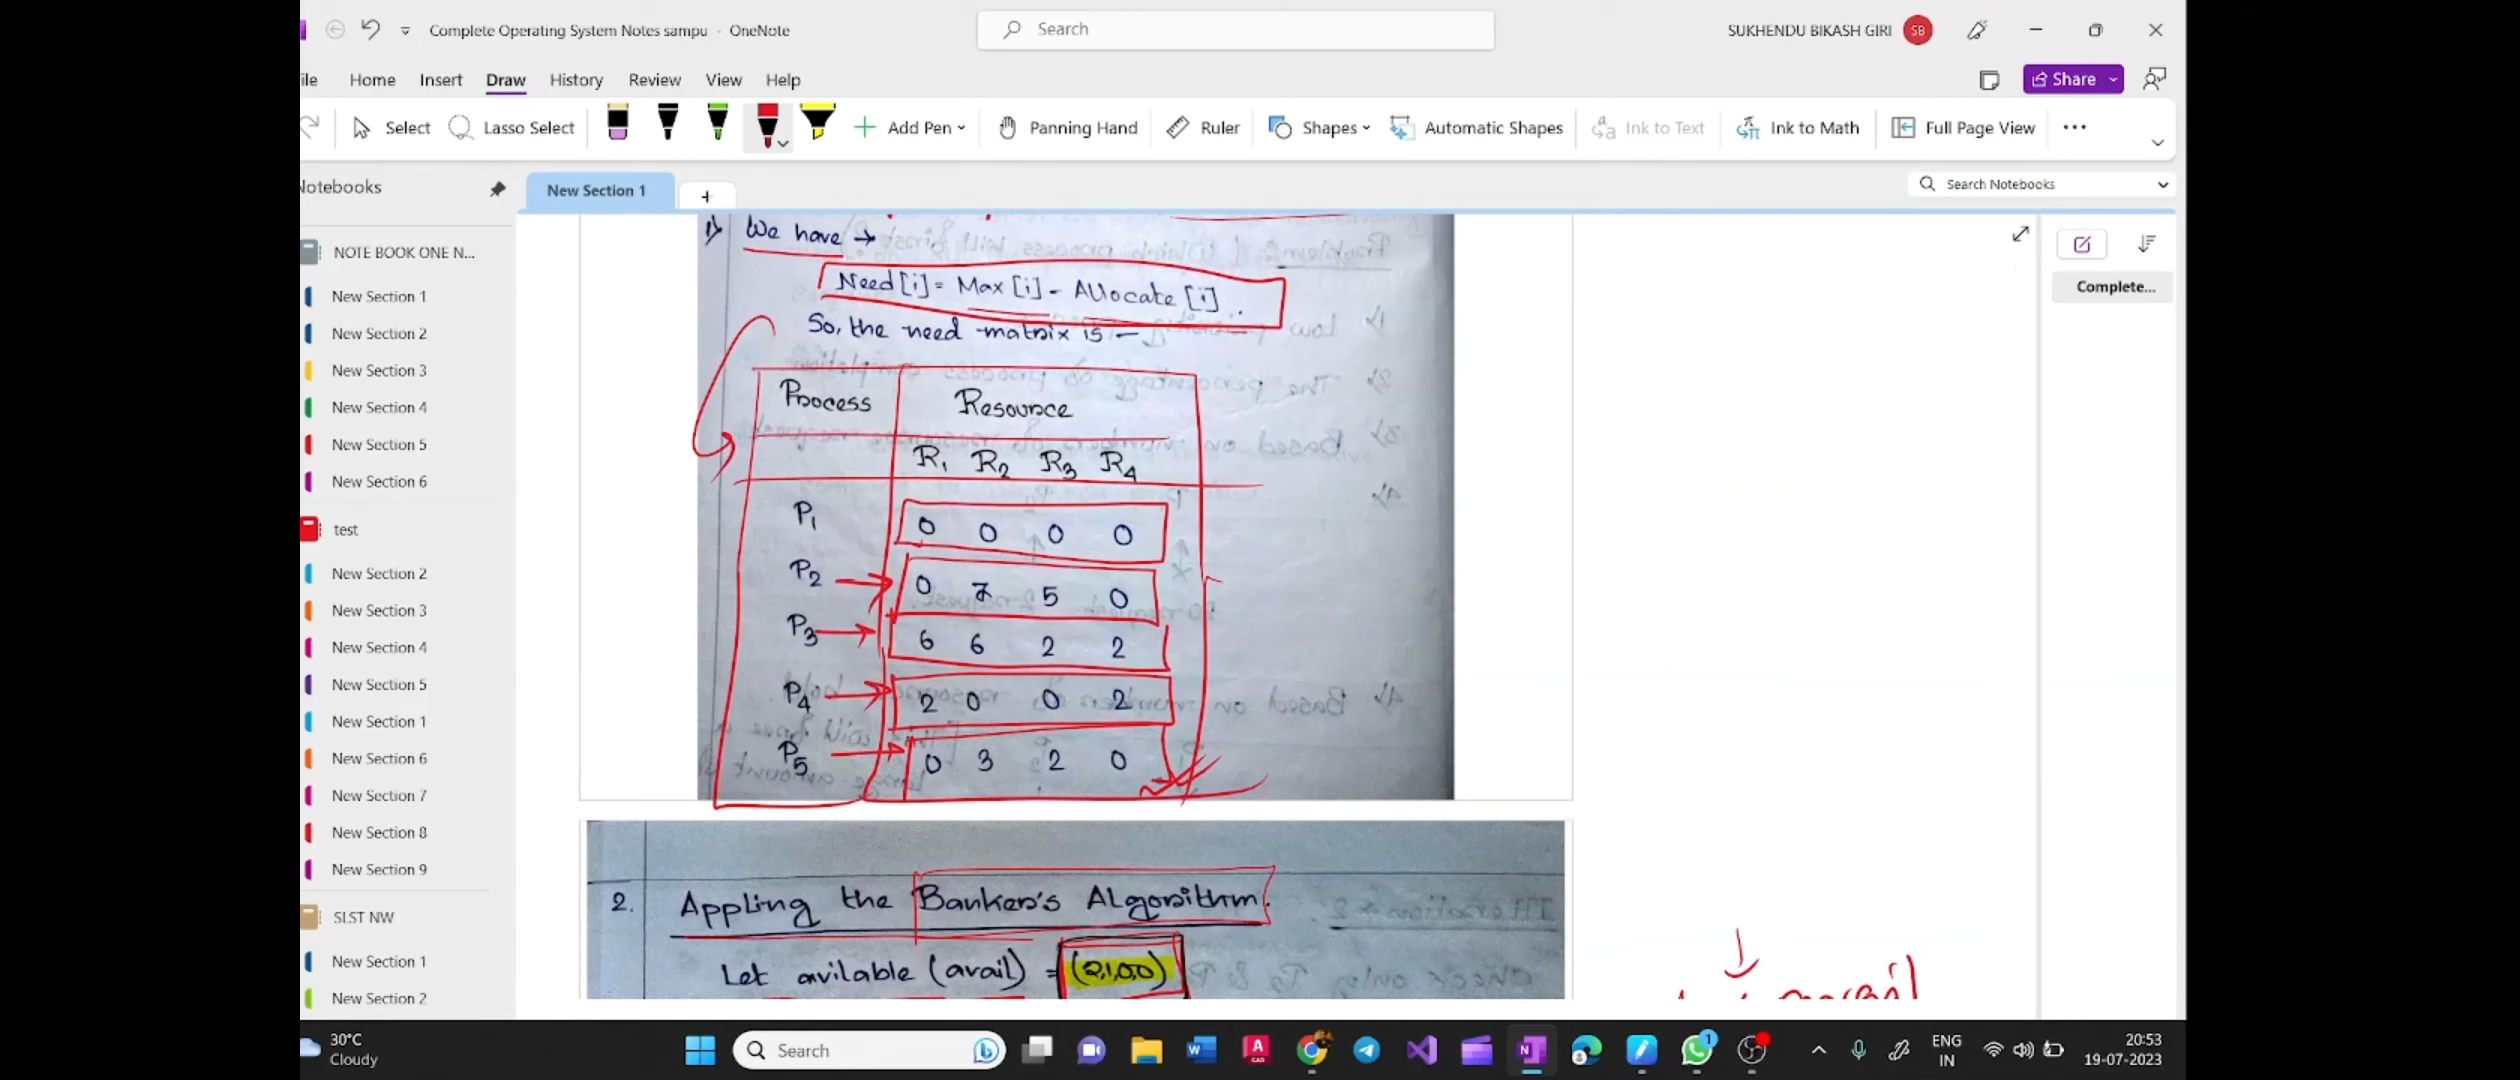 Complete Operating System Notes sampu - OneNote
Search
SUKHENDU BIKASH GIRI
SB
ile
Home
Insert
Draw
History
Review
View
Help
Share
Select
Lasso Select
Add Pen
Panning Hand
Ruler
Shapes
Automatic Shapes
Ink to Text
Ink to Math
Full Page View
Notebooks
New Section 1
+
Search Notebooks
NOTE BOOK ONE N...
New Section 1
New Section 2
New Section 3
New Section 4
New Section 5
New Section 6
test
New Section 2
New Section 3
New Section 4
New Section 5
New Section 1
New Section 6
New Section 7
New Section 8
New Section 9
SLST NW
New Section 1
New Section 2
Complete...
1) We have →
Need[i] = Max[i] - Allocate[i].
So, the need matrix is -
Process Resource
R1 R2 R3 R4
P1 0 0 0 0
P2 0 7 5 0
P3 6 6 2 2
P4 2 0 0 2
P5 0 3 2 0
2. Appling the Banker's Algorithm.
Let avilable (avail) = (2,1,0,0)
30°C
Cloudy
Search
1
ENG
IN
20:53
19-07-2023